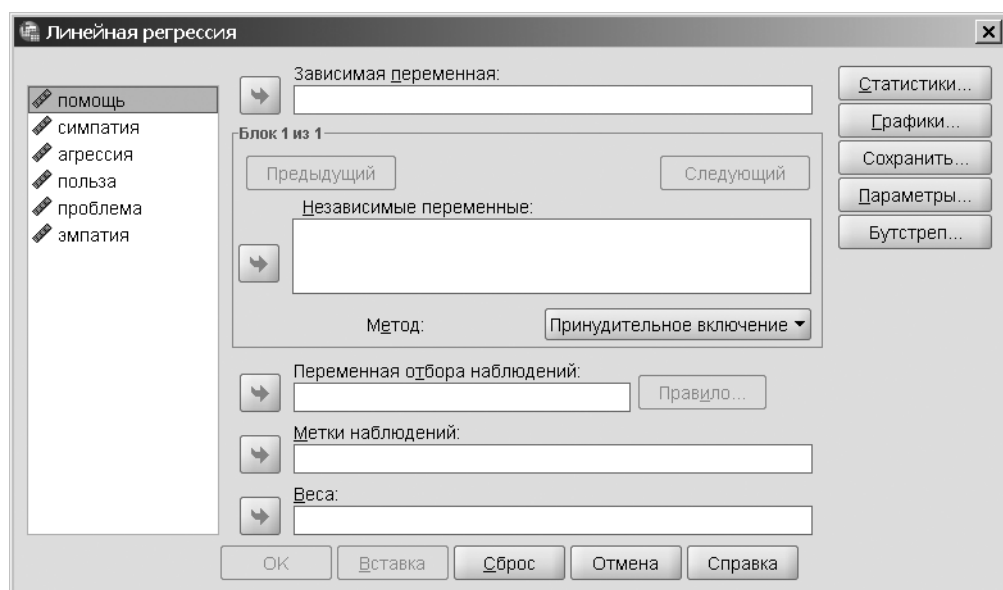 Линейная регрессия
помощь
симпатия
агрессия
польза
проблема
эмпатия
Зависимая переменная:
Блок 1 из 1
Предыдущий
Следующий
Независимые переменные:
Метод:
Принудительное включение
Переменная отбора наблюдений:
Правило...
Метки наблюдений:
Веса:
Статистики...
Графики...
Сохранить...
Параметры...
Бутстреп...
OK
Вставка
Сброс
Отмена
Справка